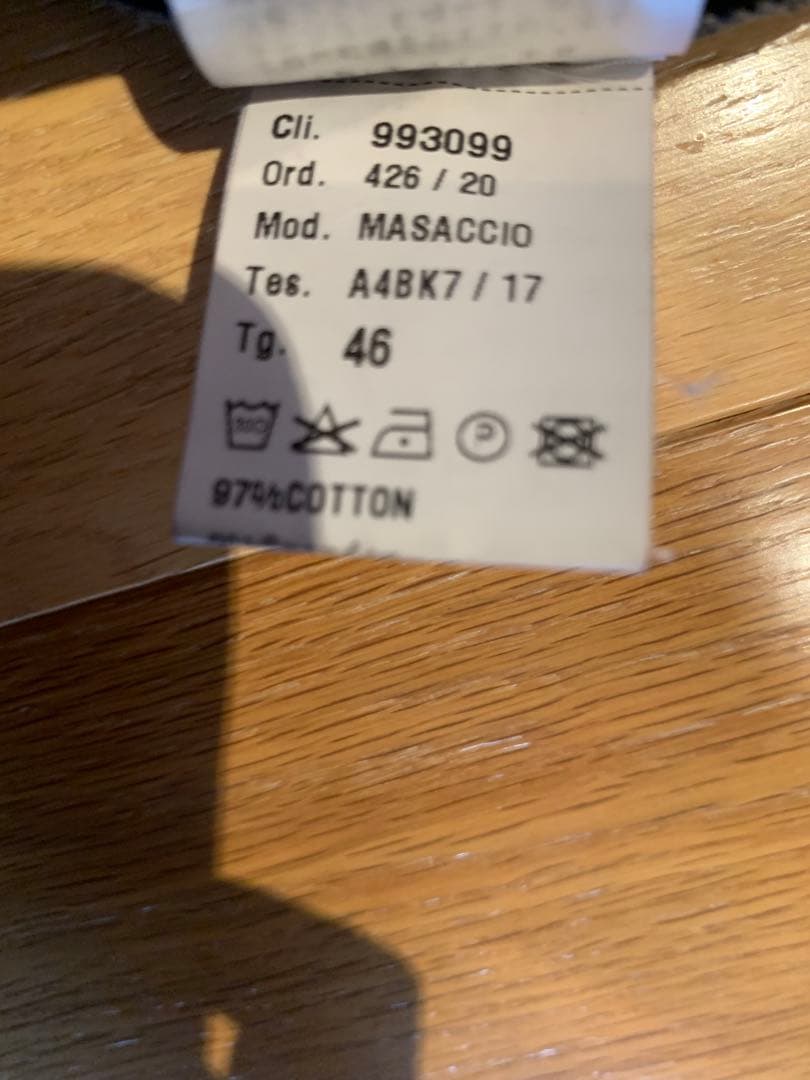 Cli. 993099
Ord. 426 / 20
Mod. MASACCIO
Tes. A4BK7 / 17
Tg. 46
P
97%COTTON